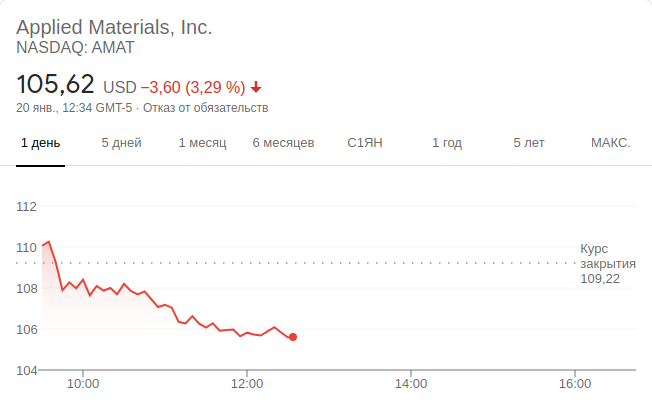 Applied Materials, Inc.
NASDAQ: AMAT
105,62 USD −3,60 (3,29 %)
20 янв., 12:34 GMT-5 · Отказ от обязательств
1 день 5 дней 1 месяц 6 месяцев С1ЯН 1 год 5 лет МАКС.
112
110
108
106
104
Курс
закрытия
109,22
10:00 12:00 14:00 16:00